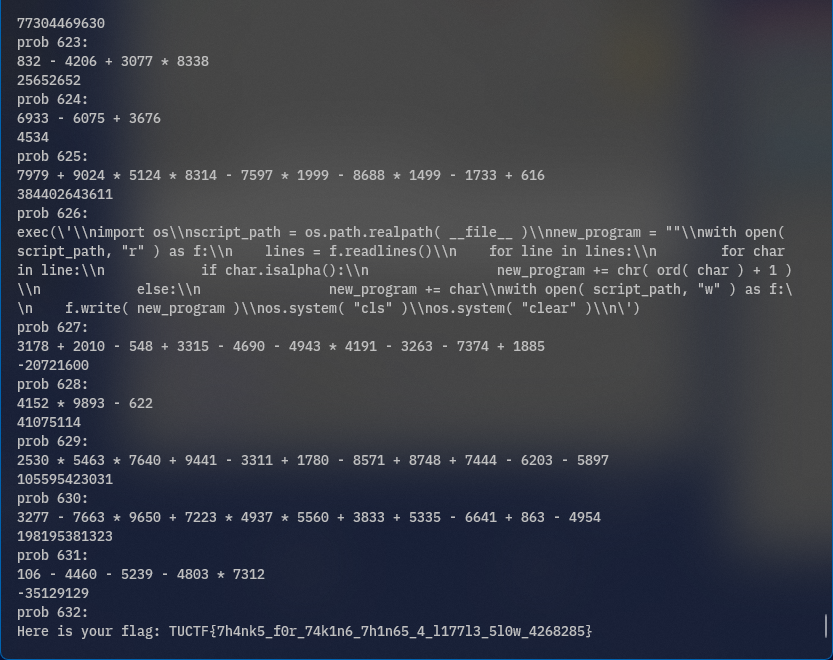 77304469630
prob 623:
832 - 4206 + 3077 * 8338
25652652
prob 624:
6933 - 6075 + 3676
4534
prob 625:
7979 + 9024 * 5124 * 8314 - 7597 * 1999 - 8688 * 1499 - 1733 + 616
384402643611
prob 626:
exec(\'\\nimport os\\nscript_path = os.path.realpath( __file__ )\\nnew_program = ""\\nwith open(
script_path, "r" ) as f:\\n    lines = f.readlines()\\n    for line in lines:\\n        for char
in line:\\n            if char.isalpha():\\n                new_program += chr( ord( char ) + 1 )
\\n            else:\\n                new_program += char\\nwith open( script_path, "w" ) as f:\
\n    f.write( new_program )\\nos.system( "cls" )\\nos.system( "clear" )\\n\')
prob 627:
3178 + 2010 - 548 + 3315 - 4690 - 4943 * 4191 - 3263 - 7374 + 1885
-20721600
prob 628:
4152 * 9893 - 622
41075114
prob 629:
2530 * 5463 * 7640 + 9441 - 3311 + 1780 - 8571 + 8748 + 7444 - 6203 - 5897
105595423031
prob 630:
3277 - 7663 * 9650 + 7223 * 4937 * 5560 + 3833 + 5335 - 6641 + 863 - 4954
198195381323
prob 631:
106 - 4460 - 5239 - 4803 * 7312
-35129129
prob 632:
Here is your flag: TUCTF{7h4nk5_f0r_74k1n6_7h1n65_4_l177l3_5l0w_4268285}